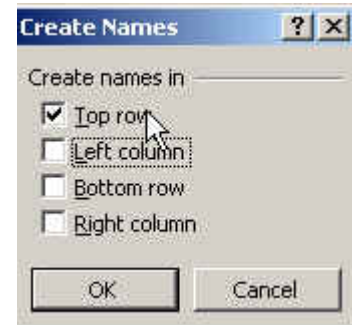 Create Names
Create names in
Top row
Left column
Bottom row
Right column
OK Cancel